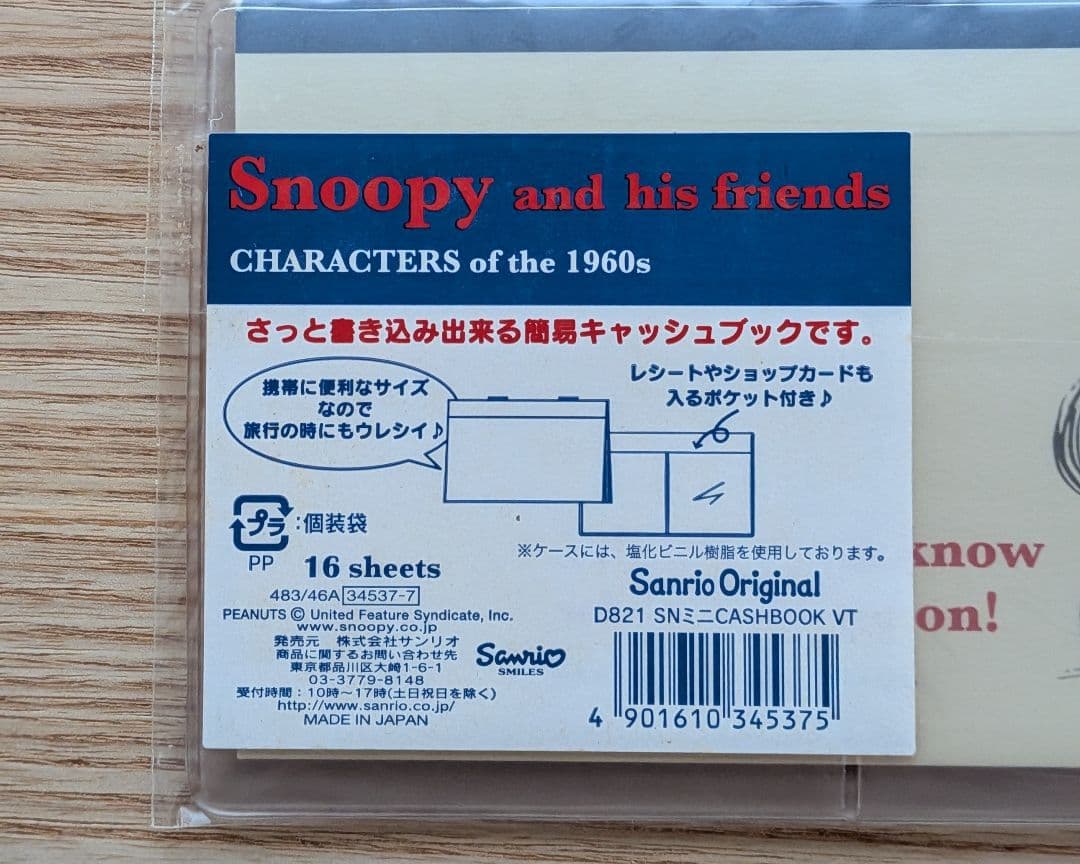 Snoopy and his friends
CHARACTERS of the 1960s
さっと書き込み出来る簡易キャッシュブックです。
携帯に便利なサイズ
なので
旅行の時にもウレシイ♪
レシートやショップカードも
入るポケット付き♪
プラ:個装袋
PP
16 sheets
483/46A 34537-7
PEANUTS © United Feature Syndicate, Inc.
www.snoopy.co.jp
発売元 株式会社サンリオ
商品に関するお問い合わせ先
東京都品川区大崎1-6-1
03-3779-8148
受付時間:10時〜17時(土日祝日を除く)
http://www.sanrio.co.jp/
MADE IN JAPAN
Sanrio
SMILES
※ケースには、塩化ビニル樹脂を使用しております。
Sanrio Original
D821 SNミニCASHBOOK VT
4 901610 345375
know
on!